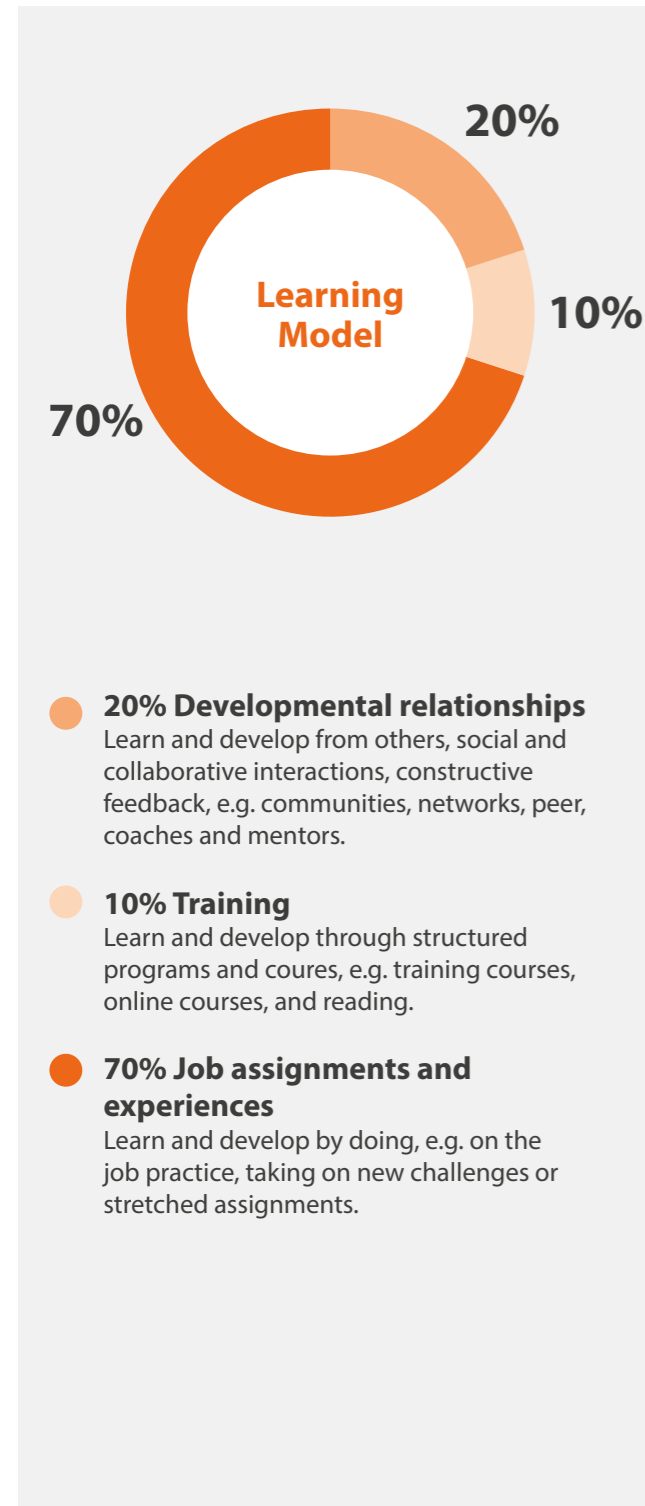 20%
Learning
Model
10%
70%
20% Developmental relationships
Learn and develop from others, social and
collaborative interactions, constructive
feedback, e.g. communities, networks, peer,
coaches and mentors.
10% Training
Learn and develop through structured
programs and coures, e.g. training courses,
online courses, and reading.
70% Job assignments and
experiences
Learn and develop by doing, e.g. on the
job practice, taking on new challenges or
stretched assignments.